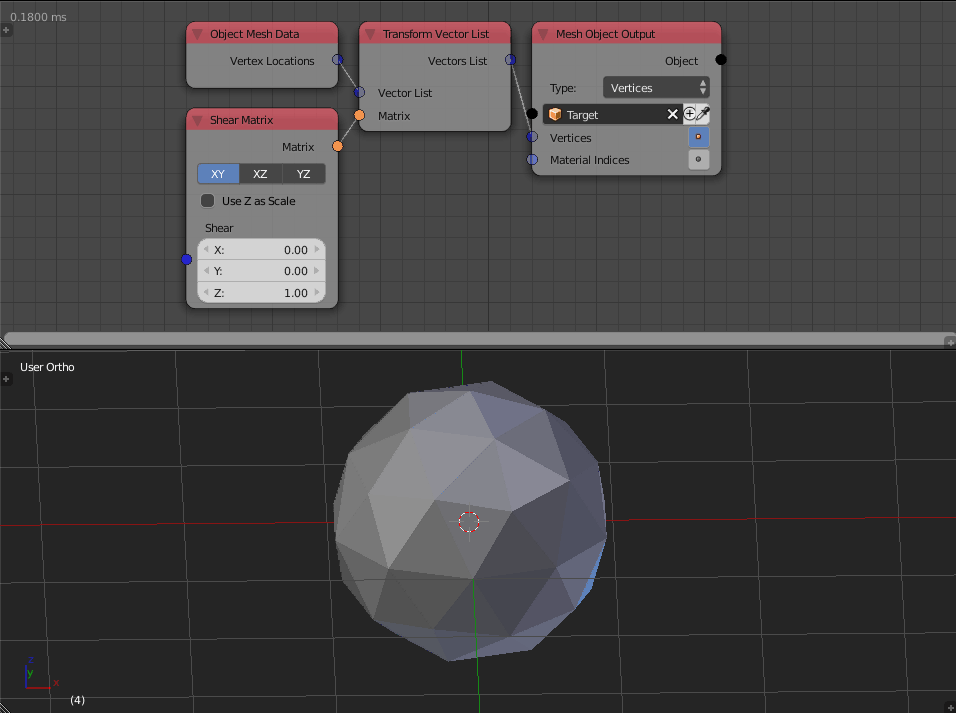 0.1800 ms
Object Mesh Data
Vertex Locations
Shear Matrix
Matrix
XY XZ YZ
Use Z as Scale
Shear
X: 0.00
Y: 0.00
Z: 1.00
Transform Vector List
Vectors List
Vector List
Matrix
Mesh Object Output
Object
Type: Vertices
Target
Vertices
Material Indices
User Ortho
z
y
x
(4)